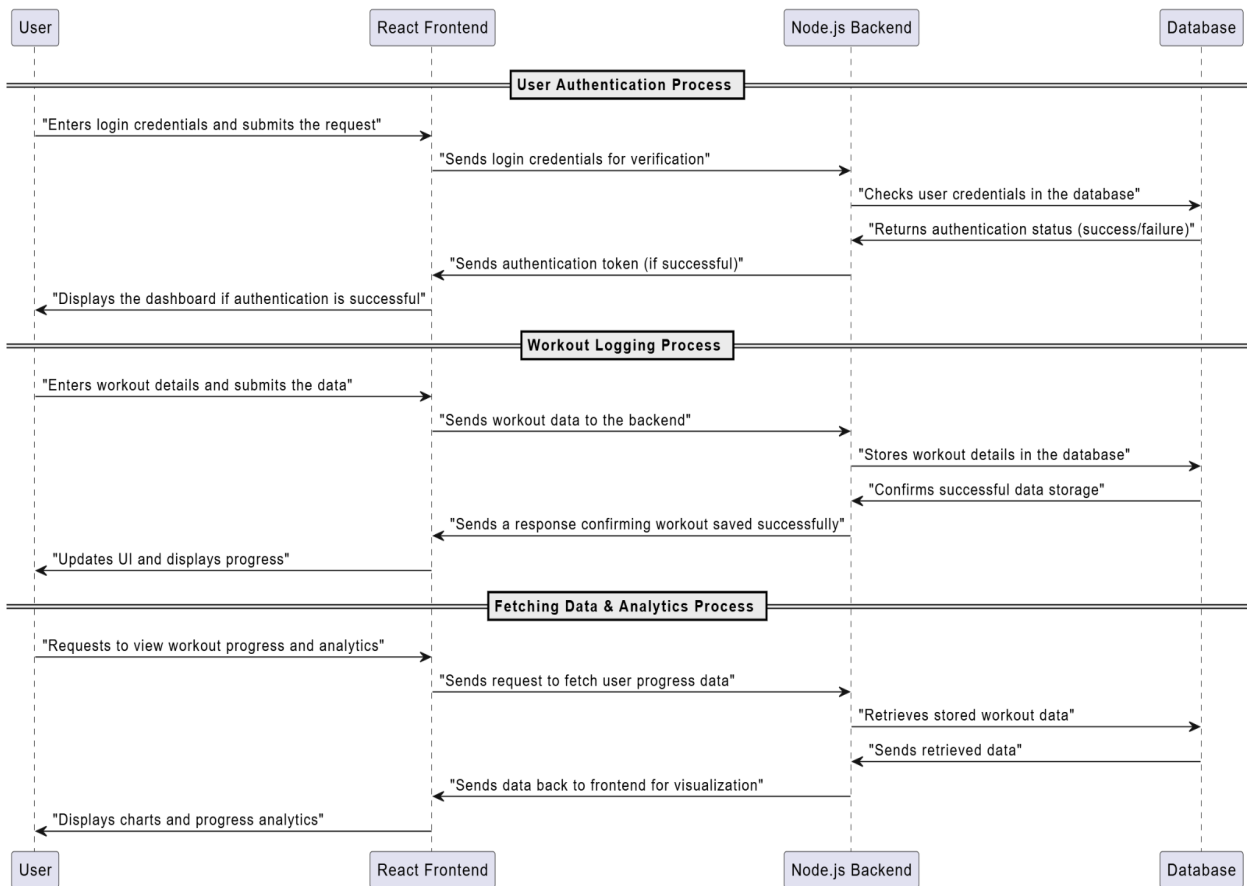 User
React Frontend
Node.js Backend
Database
User Authentication Process
"Enters login credentials and submits the request"
"Sends login credentials for verification"
"Checks user credentials in the database"
"Returns authentication status (success/failure)"
"Sends authentication token (if successful)"
"Displays the dashboard if authentication is successful"
Workout Logging Process
"Enters workout details and submits the data"
"Sends workout data to the backend"
"Stores workout details in the database"
"Confirms successful data storage"
"Sends a response confirming workout saved successfully"
"Updates UI and displays progress"
Fetching Data & Analytics Process
"Requests to view workout progress and analytics"
"Sends request to fetch user progress data"
"Retrieves stored workout data"
"Sends retrieved data"
"Sends data back to frontend for visualization"
"Displays charts and progress analytics"
User
React Frontend
Node.js Backend
Database